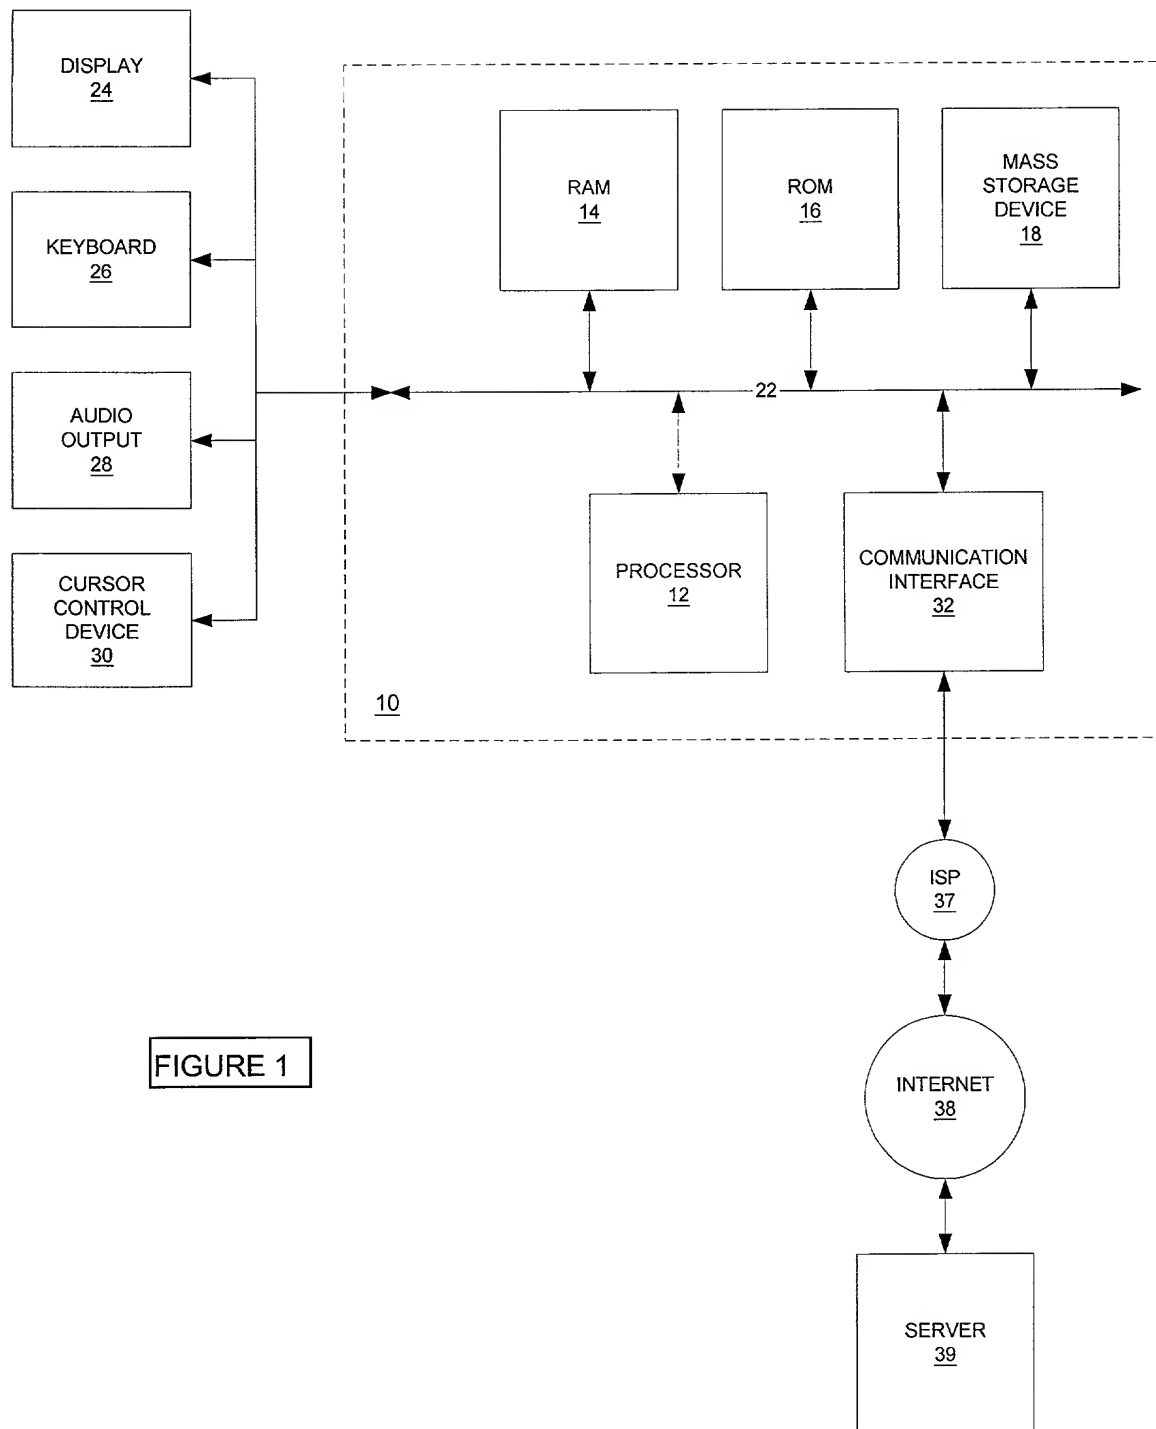 DISPLAY
24
KEYBOARD
26
AUDIO
OUTPUT
28
CURSOR
CONTROL
DEVICE
30
RAM
14
ROM
16
MASS
STORAGE
DEVICE
18
22
PROCESSOR
12
COMMUNICATION
INTERFACE
32
10
ISP
37
INTERNET
38
SERVER
39
FIGURE 1